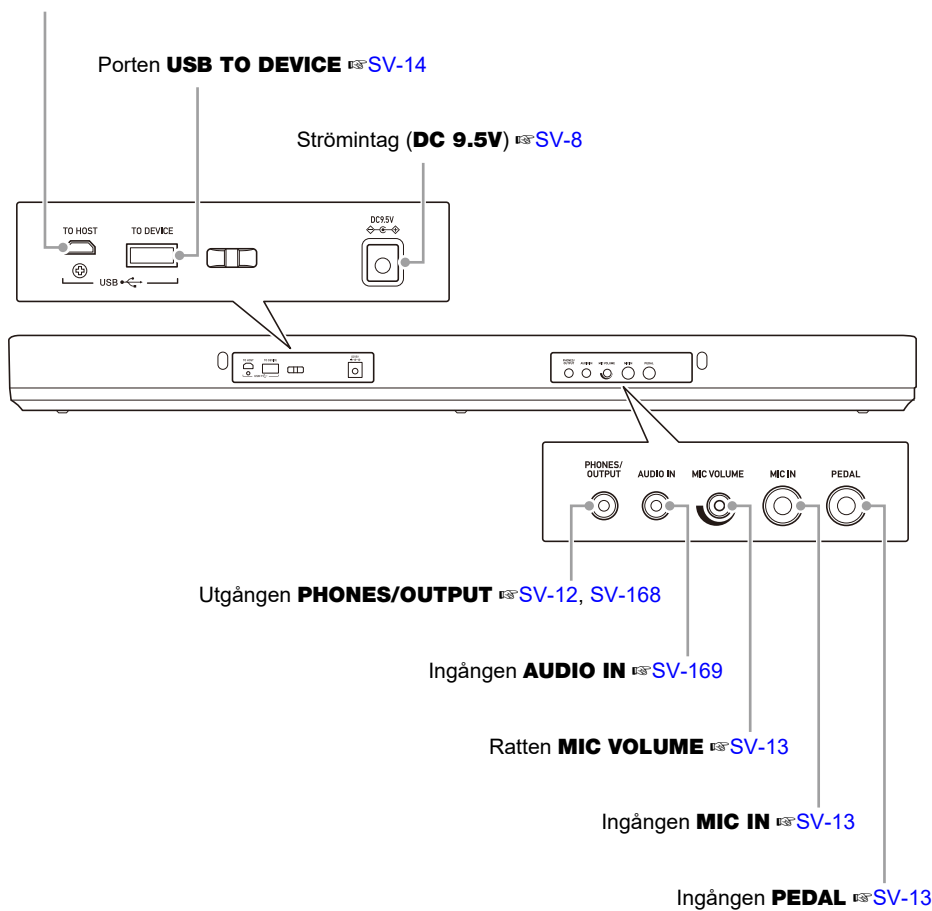 Porten USB TO DEVICE ☞SV-14
Strömintag (DC 9.5V) ☞SV-8
TO HOST
TO DEVICE
DC9.5V
USB
PHONES/
OUTPUT
AUDIO IN
MIC VOLUME
MIC IN
PEDAL
Utgången PHONES/OUTPUT ☞SV-12, SV-168
Ingången AUDIO IN ☞SV-169
Ratten MIC VOLUME ☞SV-13
Ingången MIC IN ☞SV-13
Ingången PEDAL ☞SV-13